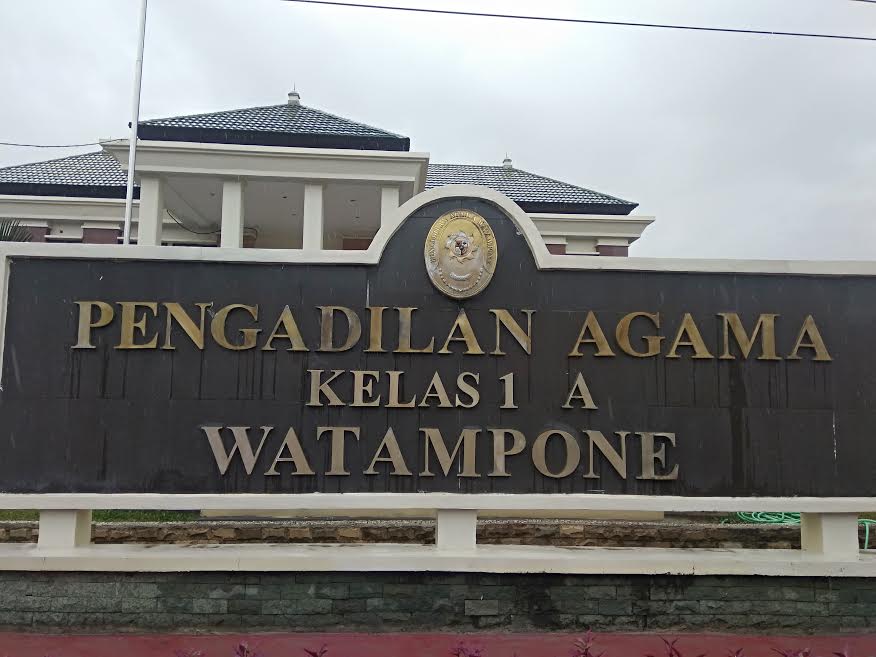 PENGADILAN AGAMA
KELAS 1 A
WATAMPONE